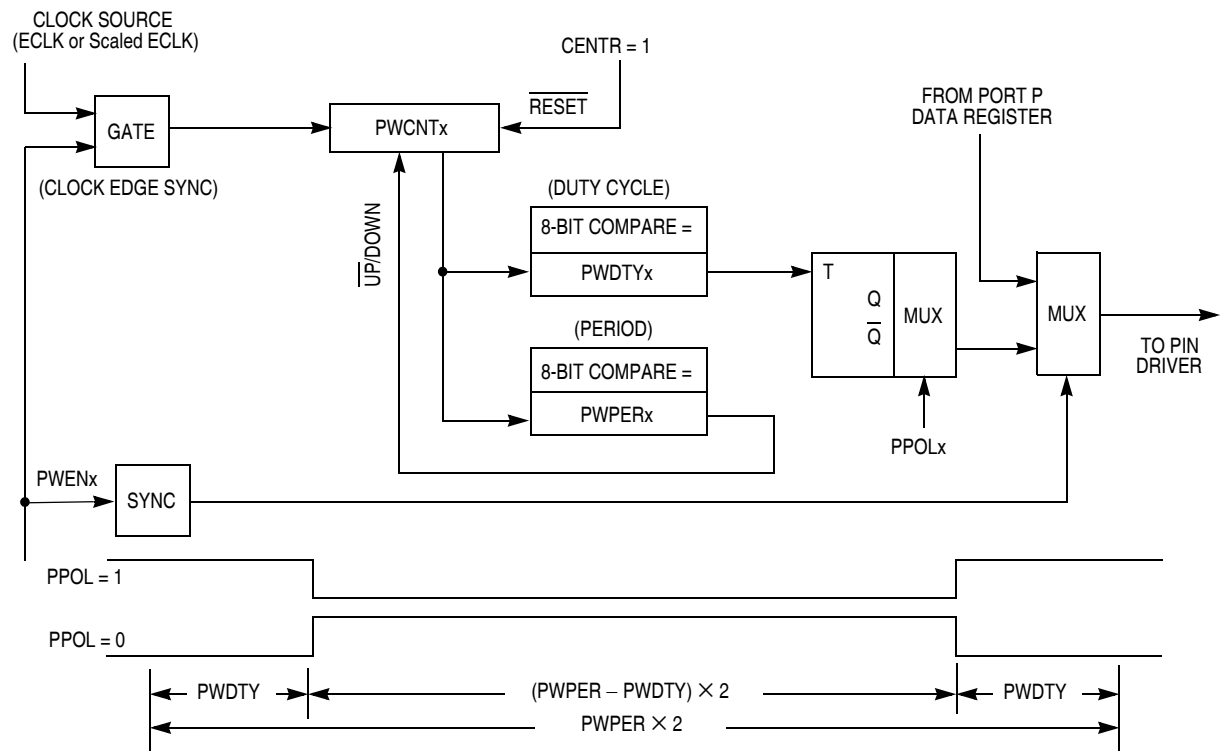 CLOCK SOURCE
(ECLK or Scaled ECLK)
CENTR = 1
RESET
FROM PORT P
DATA REGISTER
GATE
PWCNTx
(CLOCK EDGE SYNC)
(DUTY CYCLE)
8-BIT COMPARE =
PWDTYx
UP/DOWN
T
Q
Q
MUX
MUX
TO PIN
DRIVER
(PERIOD)
8-BIT COMPARE =
PWPERx
PPOLx
PWENx
SYNC
PPOL = 1
PPOL = 0
PWDTY
(PWPER – PWDTY) × 2
PWDTY
PWPER × 2